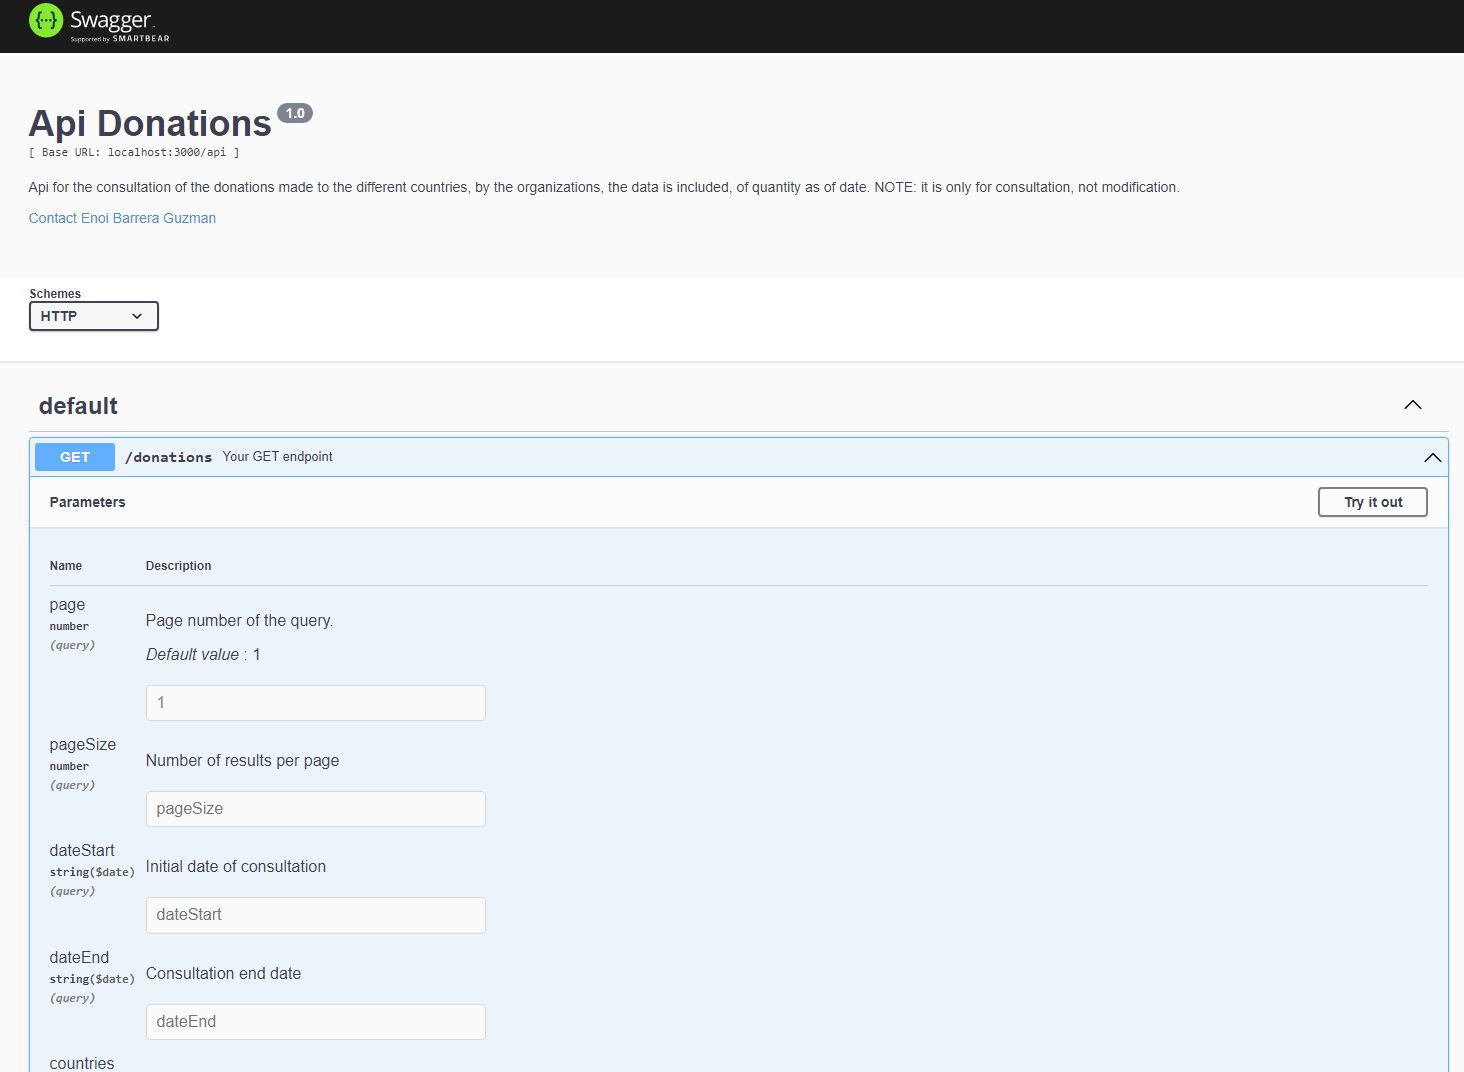 {···} Swagger
Supported by SMARTBEAR
Api Donations 1.0
[ Base URL: localhost:3000/api ]
Api for the consultation of the donations made to the different countries, by the organizations, the data is included, of quantity as of date. NOTE: it is only for consultation, not modification.
Contact Enoi Barrera Guzman
Schemes
HTTP
default
GET /donations Your GET endpoint
Parameters Try it out
Name Description
page
number
(query)
Page number of the query.
Default value : 1
1
pageSize
number
(query)
Number of results per page
pageSize
dateStart
string($date)
(query)
Initial date of consultation
dateStart
dateEnd
string($date)
(query)
Consultation end date
dateEnd
countries